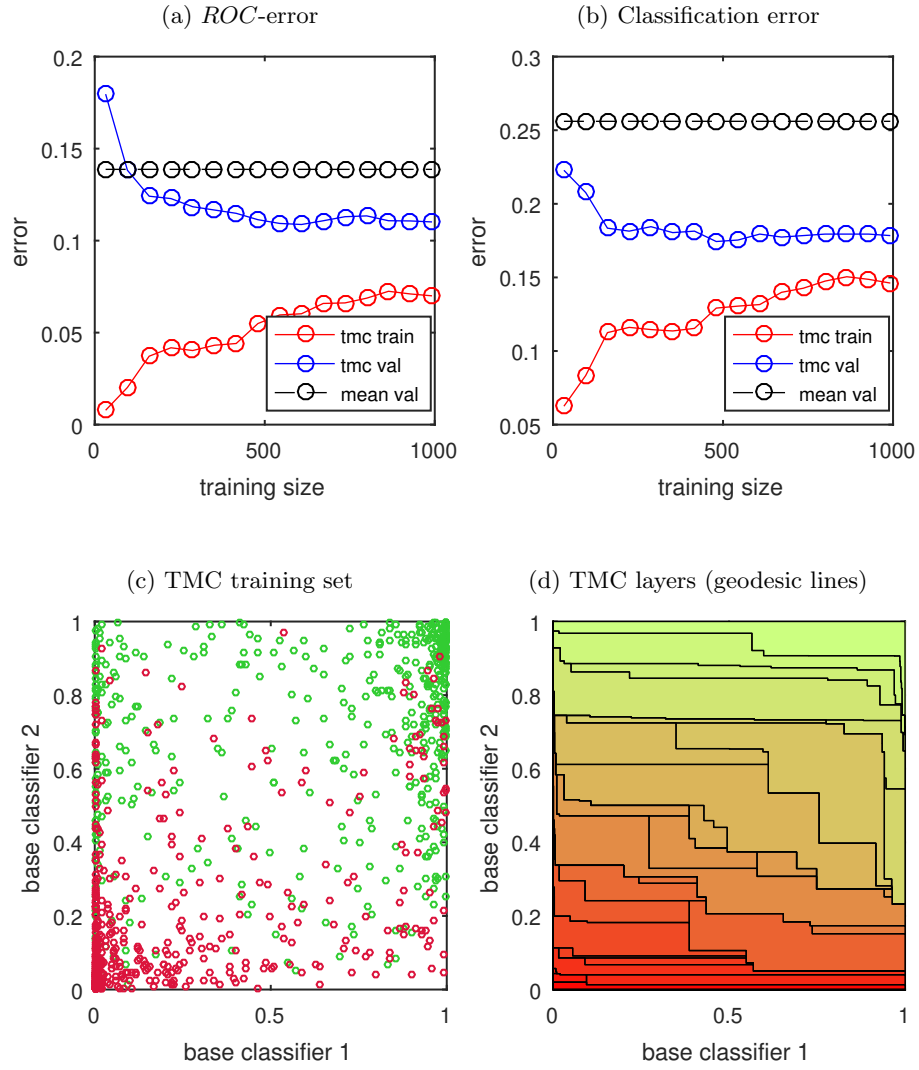 (a) ROC-error
0.2
0.15
0.1
0.05
0
error
tmc train
tmc val
mean val
0
500
1000
training size
(b) Classification error
0.3
0.25
0.2
0.15
0.1
0.05
error
tmc train
tmc val
mean val
0
500
1000
training size
(c) TMC training set
1
0.8
0.6
0.4
0.2
0
base classifier 2
0
0.5
1
base classifier 1
(d) TMC layers (geodesic lines)
1
0.8
0.6
0.4
0.2
0
base classifier 2
0
0.5
1
base classifier 1